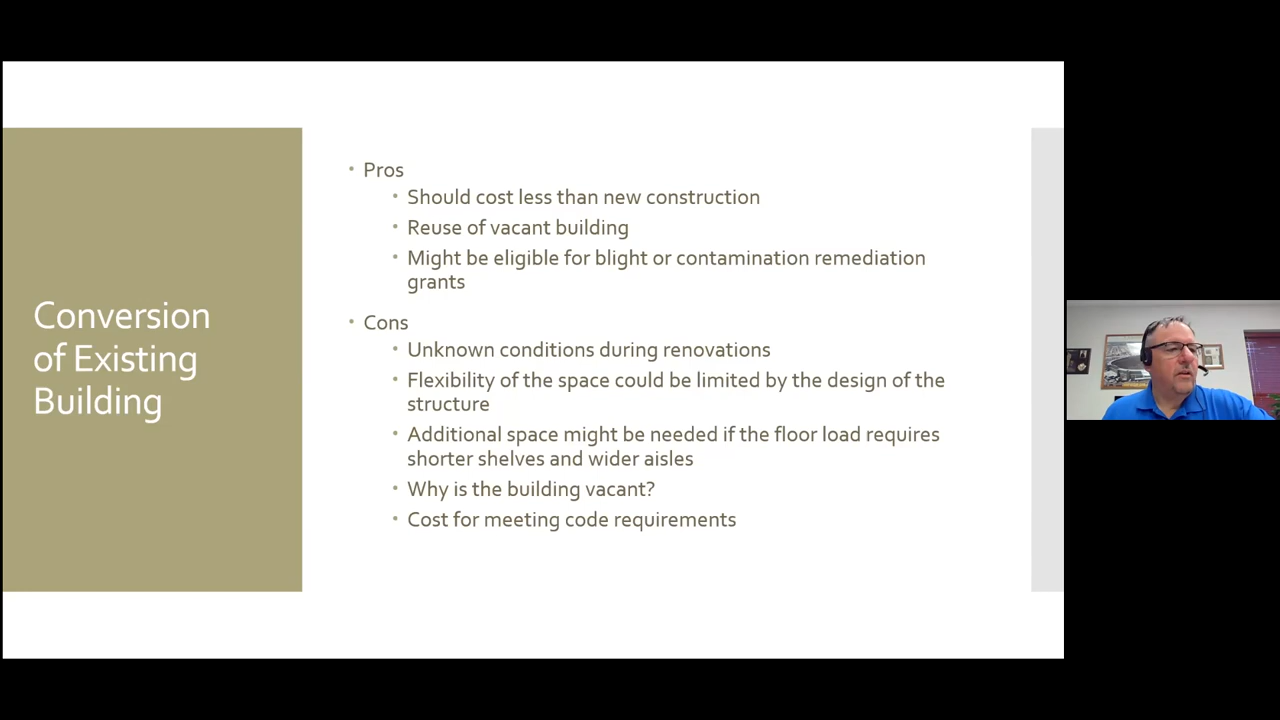 Conversion
of Existing
Building
• Pros
• Should cost less than new construction
• Reuse of vacant building
• Might be eligible for blight or contamination remediation
grants
• Cons
• Unknown conditions during renovations
• Flexibility of the space could be limited by the design of the
structure
• Additional space might be needed if the floor load requires
shorter shelves and wider aisles
• Why is the building vacant?
• Cost for meeting code requirements